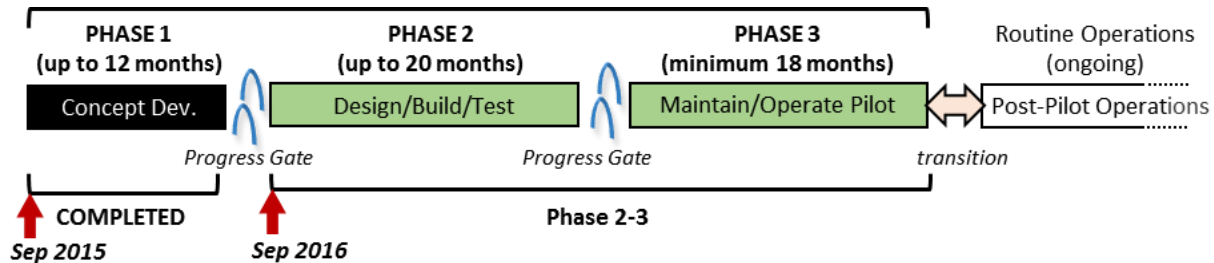 PHASE 1
(up to 12 months)
PHASE 2
(up to 20 months)
PHASE 3
(minimum 18 months)
Routine Operations
(ongoing)
Concept Dev.
Design/Build/Test
Maintain/Operate Pilot
Post-Pilot Operations
Progress Gate
Progress Gate
transition
COMPLETED
Phase 2-3
Sep 2015
Sep 2016